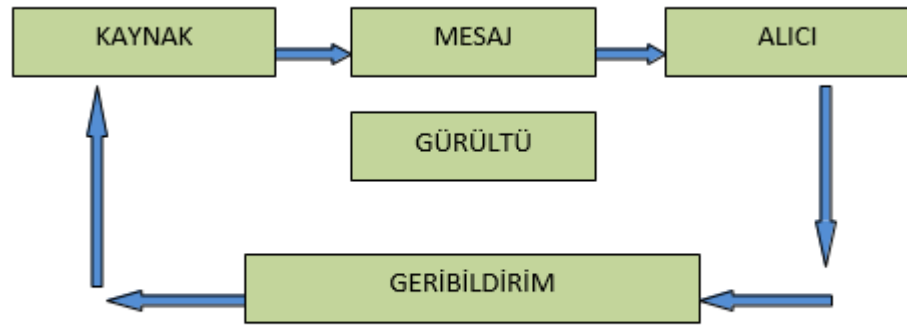 KAYNAK
MESAJ
ALICI
GÜRÜLTÜ
GERİBİLDİRİM